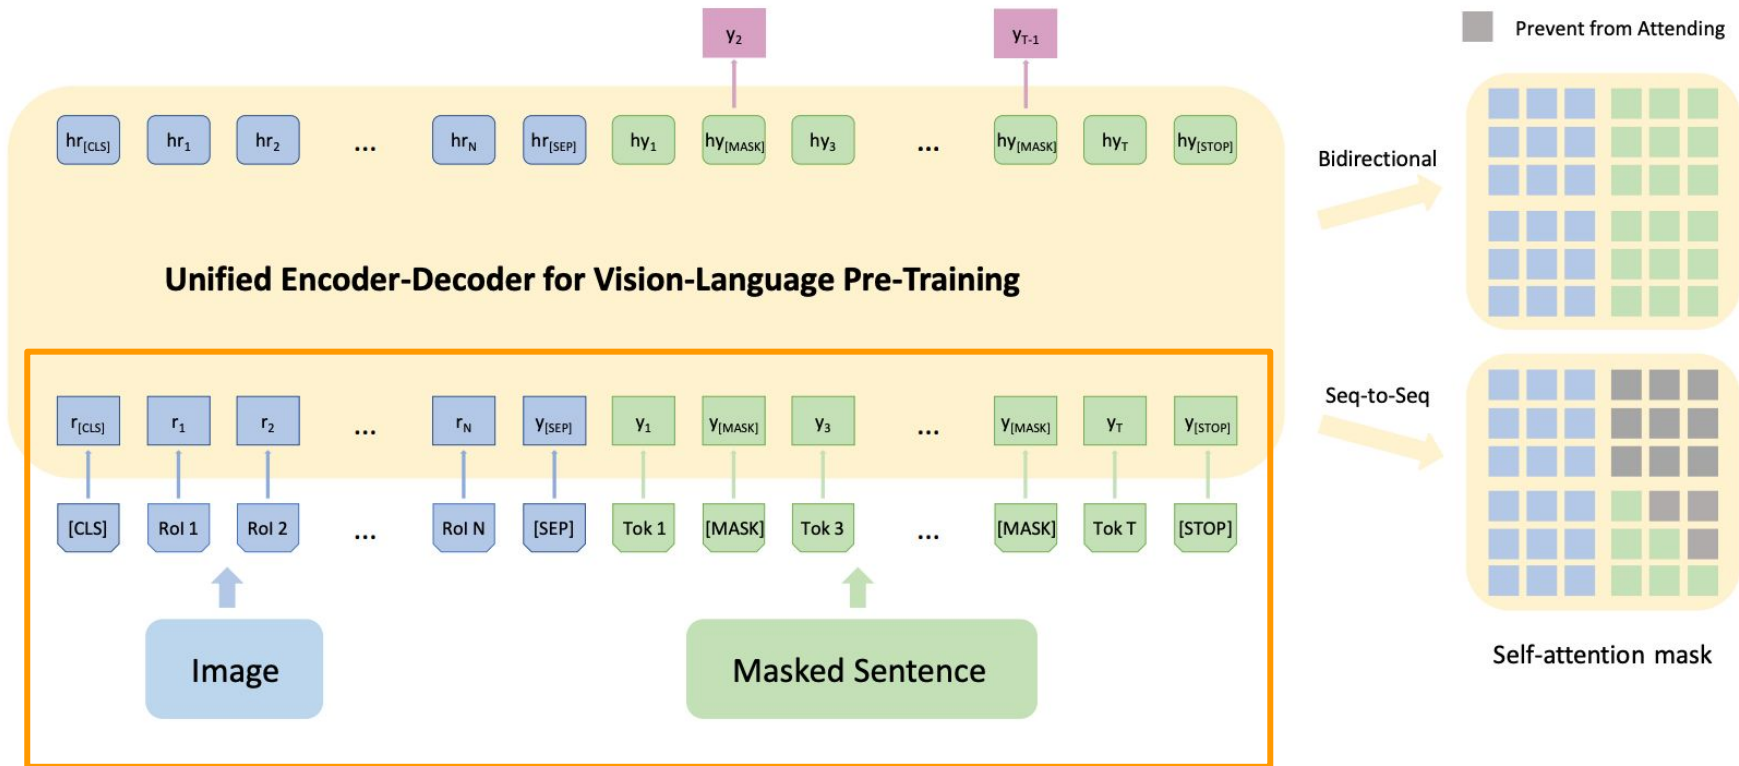 y2 yT-1 Prevent from Attending
hr[CLS] hr1 hr2 ... hrN hr[SEP] hy1 hy[MASK] hy3 ... hy[MASK] hyT hy[STOP]
Bidirectional
Unified Encoder-Decoder for Vision-Language Pre-Training
Seq-to-Seq
r[CLS] r1 r2 ... rN y[SEP] y1 y[MASK] y3 ... y[MASK] yT y[STOP]
[CLS] RoI 1 RoI 2 ... RoI N [SEP] Tok 1 [MASK] Tok 3 ... [MASK] Tok T [STOP]
Image Masked Sentence
Self-attention mask